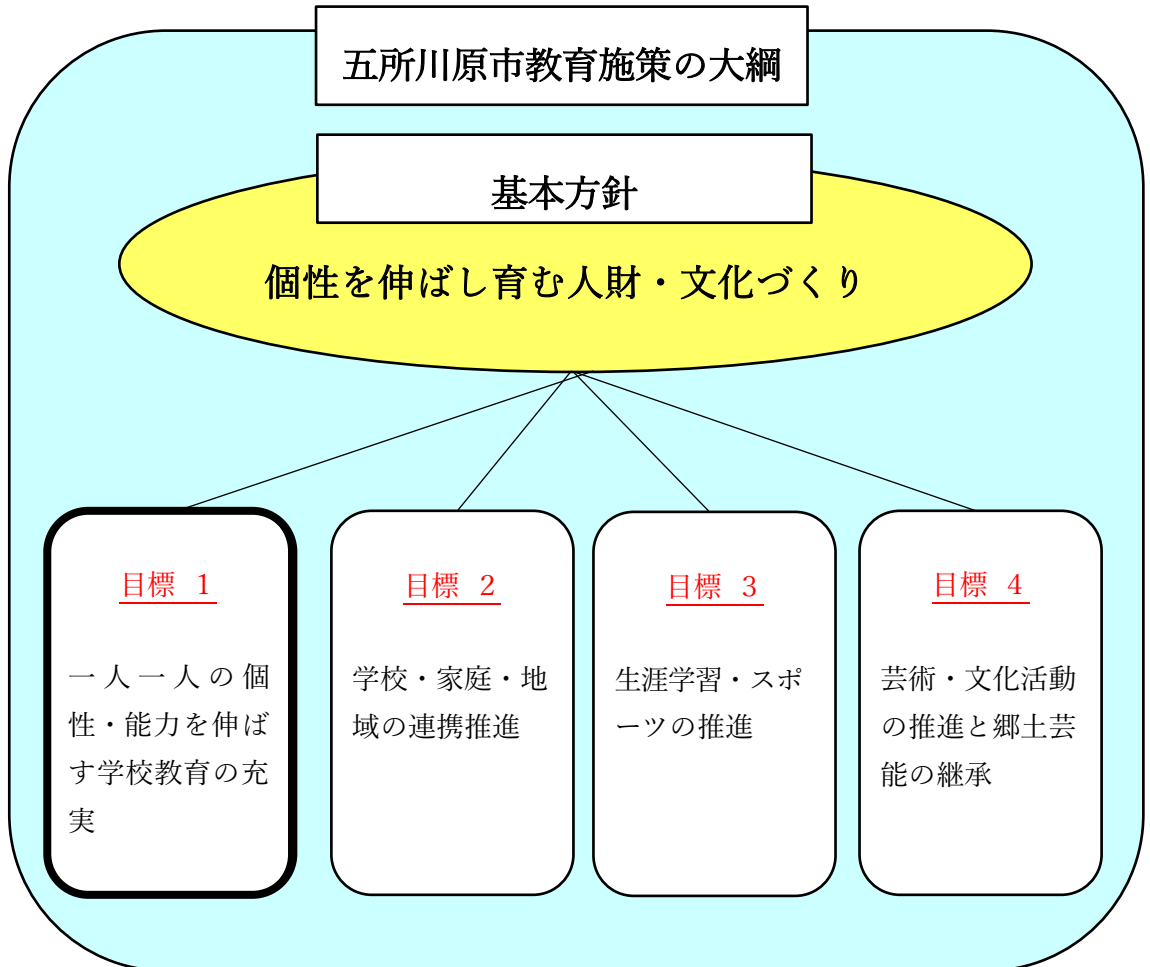 五所川原市教育施策の大綱
基本方針
個性を伸ばし育む人財・文化づくり
目標 1
一人一人の個
性・能力を伸ば
す学校教育の充
実
目標 2
学校・家庭・地
域の連携推進
目標 3
生涯学習・スポ
ーツの推進
目標 4
芸術・文化活動
の推進と郷土芸
能の継承